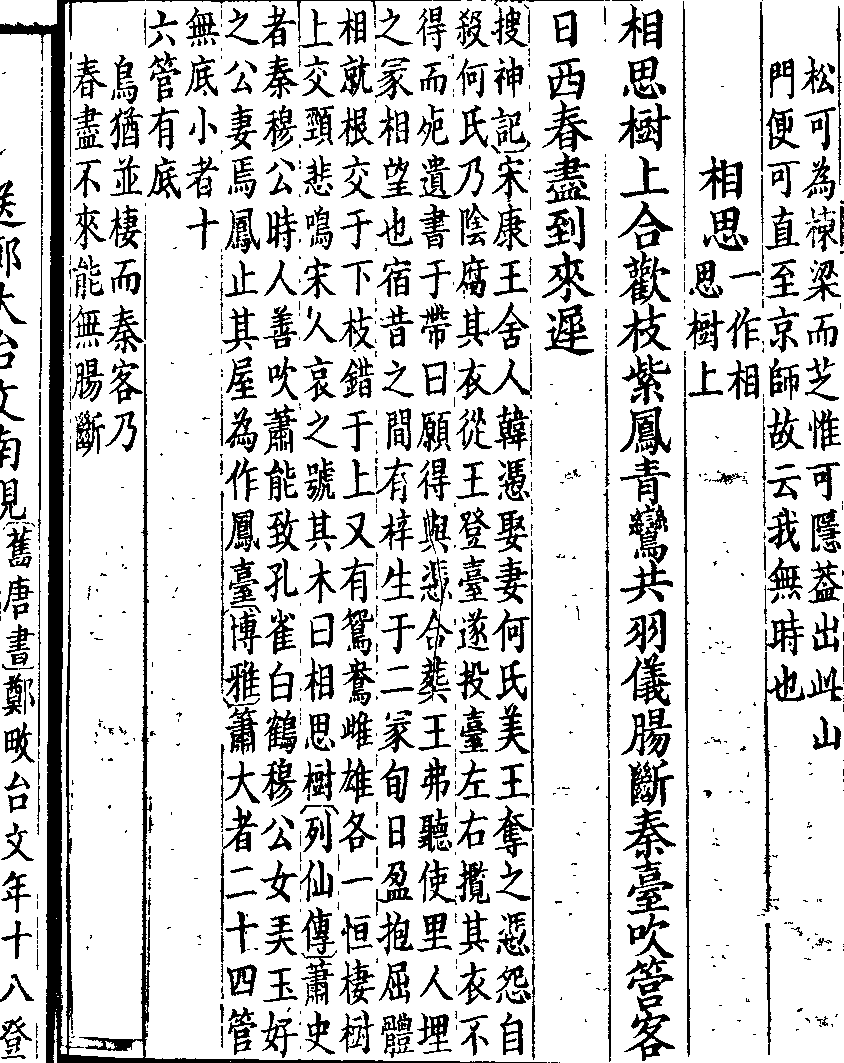 松可為棟梁而芝惟可隱蓋出此山
門便可直至京師故云我無時也
相思一作相
思樹上
相思樹上合歡枝紫鳳青鸞共羽儀腸斷秦臺吹管客
日西春盡到來遲
搜神記宋康王舍人韓慿娶妻何氏美王奪之慿怨自
殺何氏乃陰腐其衣從王登臺遂投臺左右攬其衣不
得而死遺書于帶曰願得與慿合葬王弗聽使里人埋
之冢相望也宿昔之間有梓生于二冢旬日盈抱屈體
相就根交于下枝錯于上又有鴛鴦雌雄各一恒棲樹
上交頸悲鳴宋人哀之號其木曰相思樹列仙傳蕭史
者秦穆公時人善吹蕭能致孔雀白鶴穆公女弄玉好
之公妻焉鳳止其屋為作鳳臺博雅簫大者二十四管
無底小者十
六管有底
鳥猶並棲而秦客乃
春盡不來能無腸斷
送鄭大台文南覲舊唐書鄭畋台文年十八登